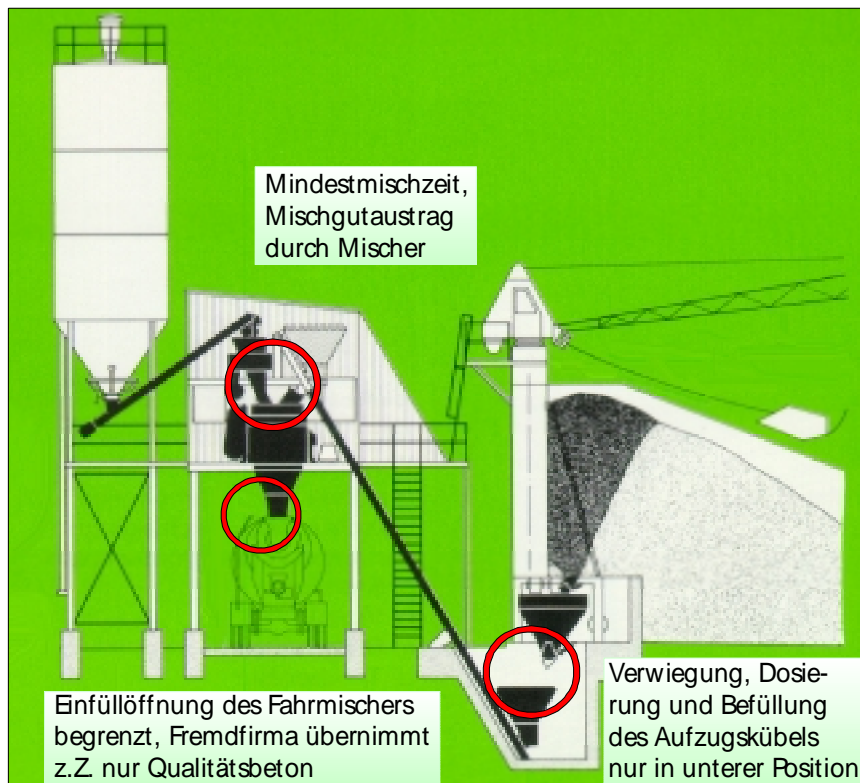 Mindestmischzeit,
Mischgutaustrag
durch Mischer
Einfüllöffnung des Fahrmischers
begrenzt, Fremdfirma übernimmt
z.Z. nur Qualitätsbeton
Verwiegung, Dosie-
rung und Befüllung
des Aufzugskübels
nur in unterer Position